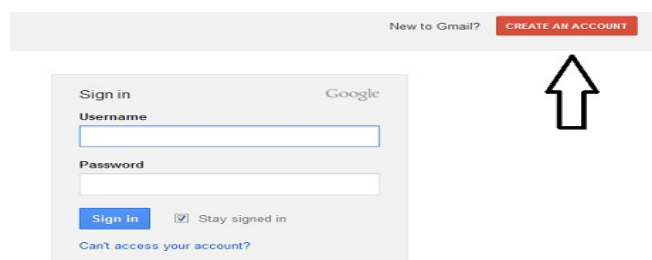 New to Gmail? CREATE AN ACCOUNT
Sign in Google
Username
Password
Sign in Stay signed in
Can't access your account?